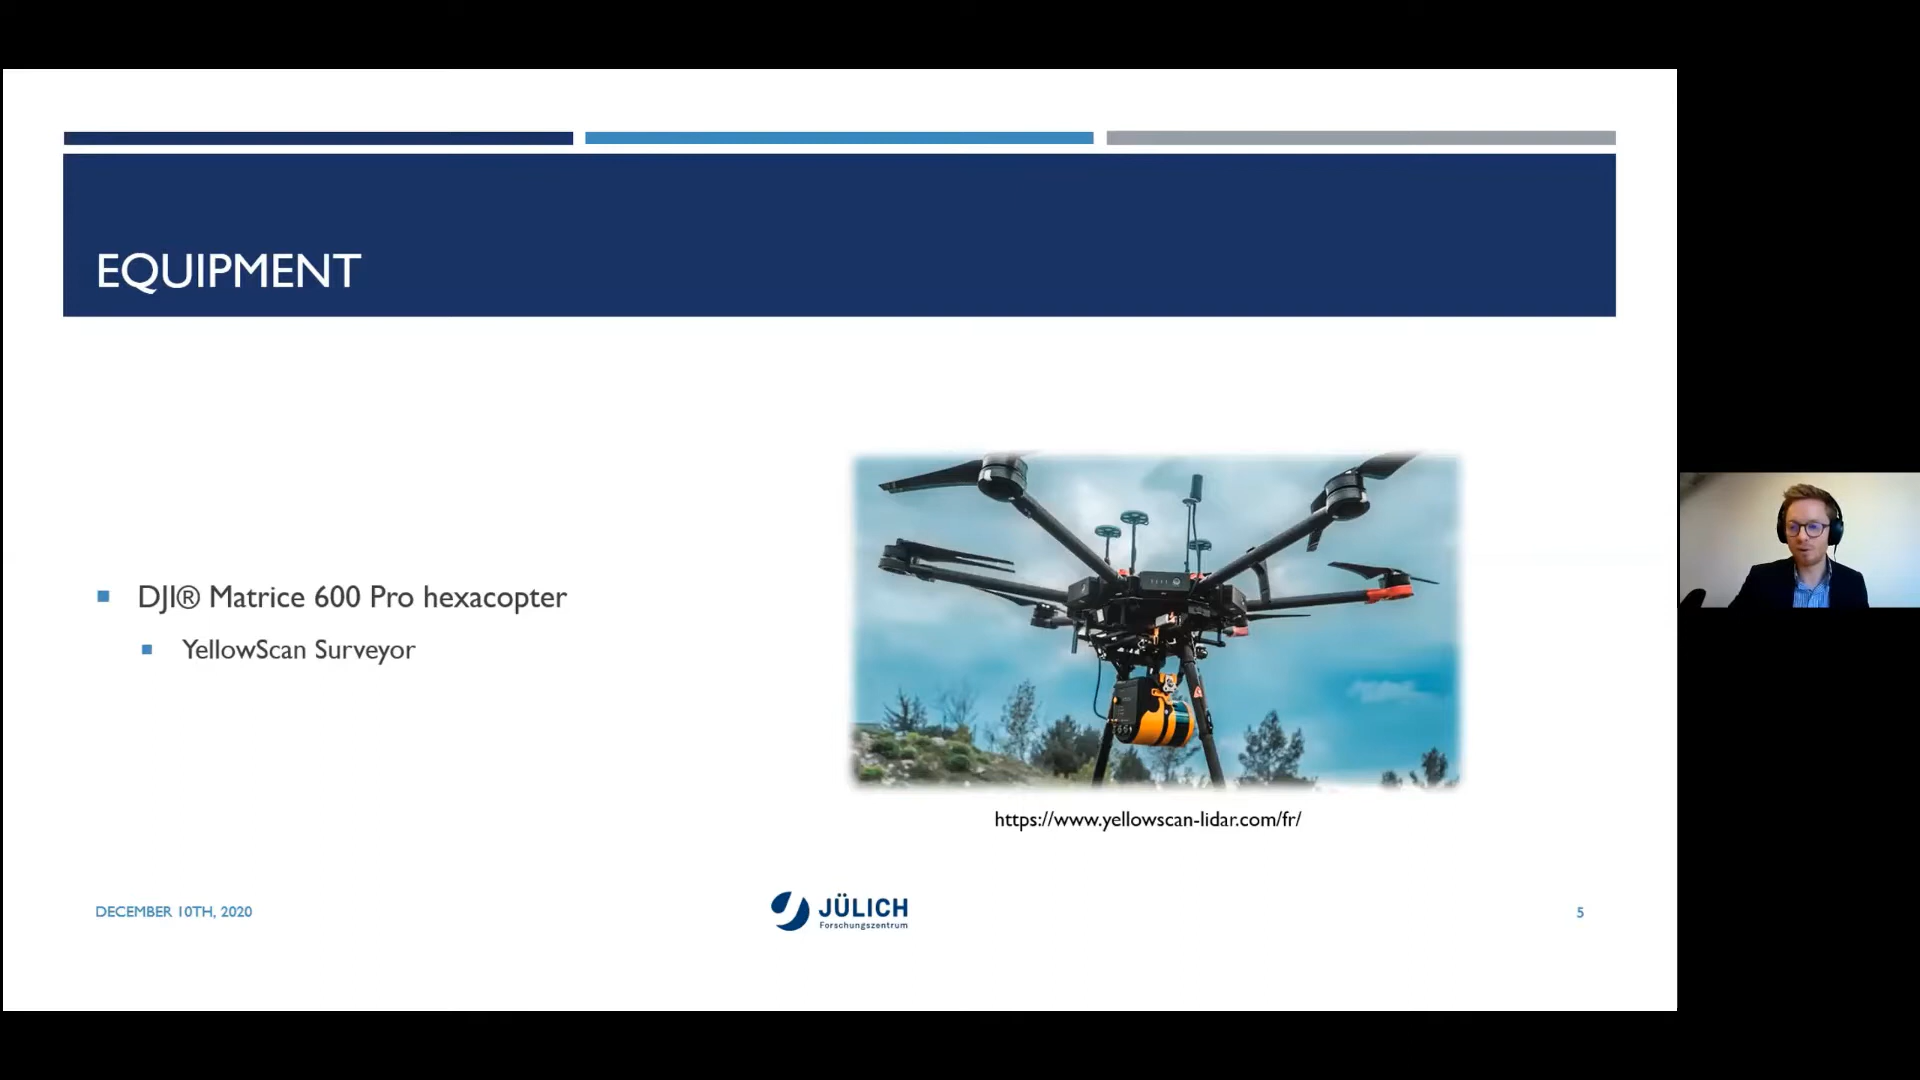 EQUIPMENT
DJI® Matrice 600 Pro hexacopter
YellowScan Surveyor
https://www.yellowscan-lidar.com/fr/
DECEMBER 10TH, 2020
JÜLICH
Forschungszentrum
5